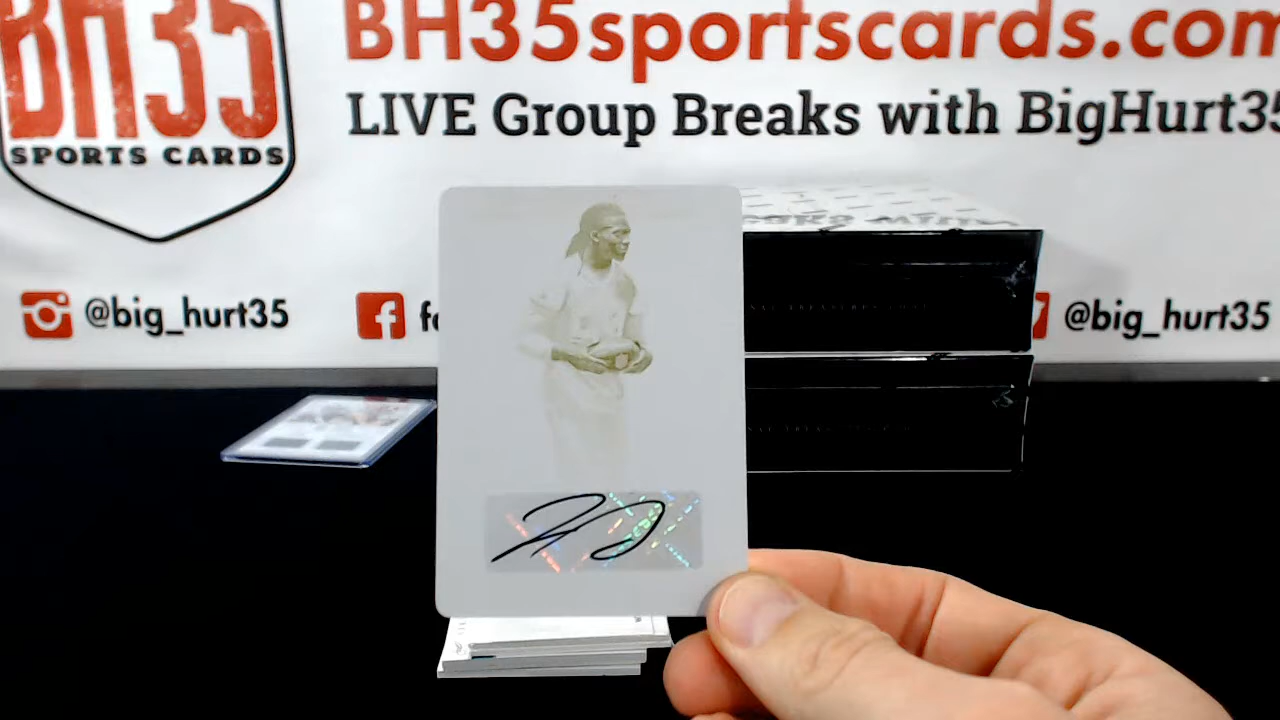 BH35
SPORTS CARDS
BH35sportscards.com
LIVE Group Breaks with BigHurt35
@big_hurt35
@big_hurt35